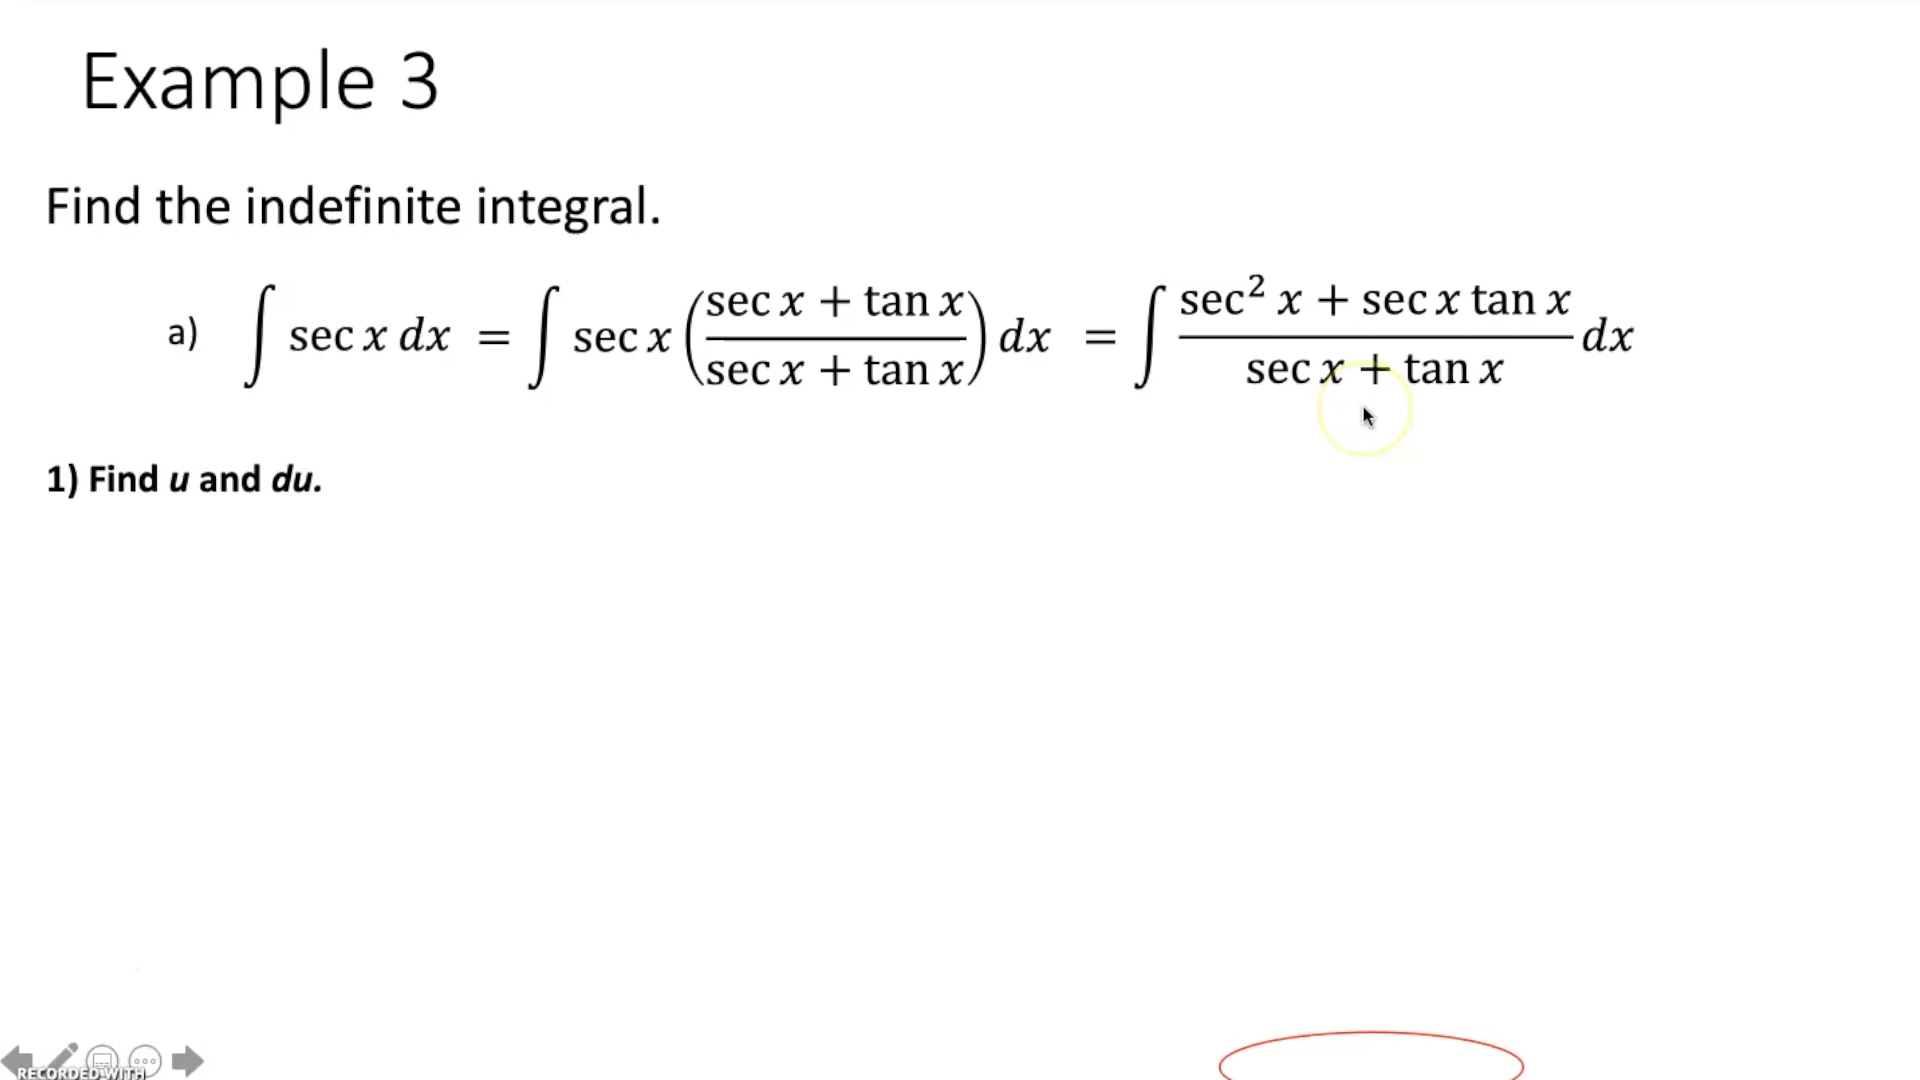 Example 3
Find the indefinite integral.
a) ∫ sec x dx = ∫ sec x ((sec x + tan x)/(sec x + tan x)) dx = ∫ (sec² x + sec x tan x)/(sec x + tan x) dx
1) Find u and du.
RECORDED WITH